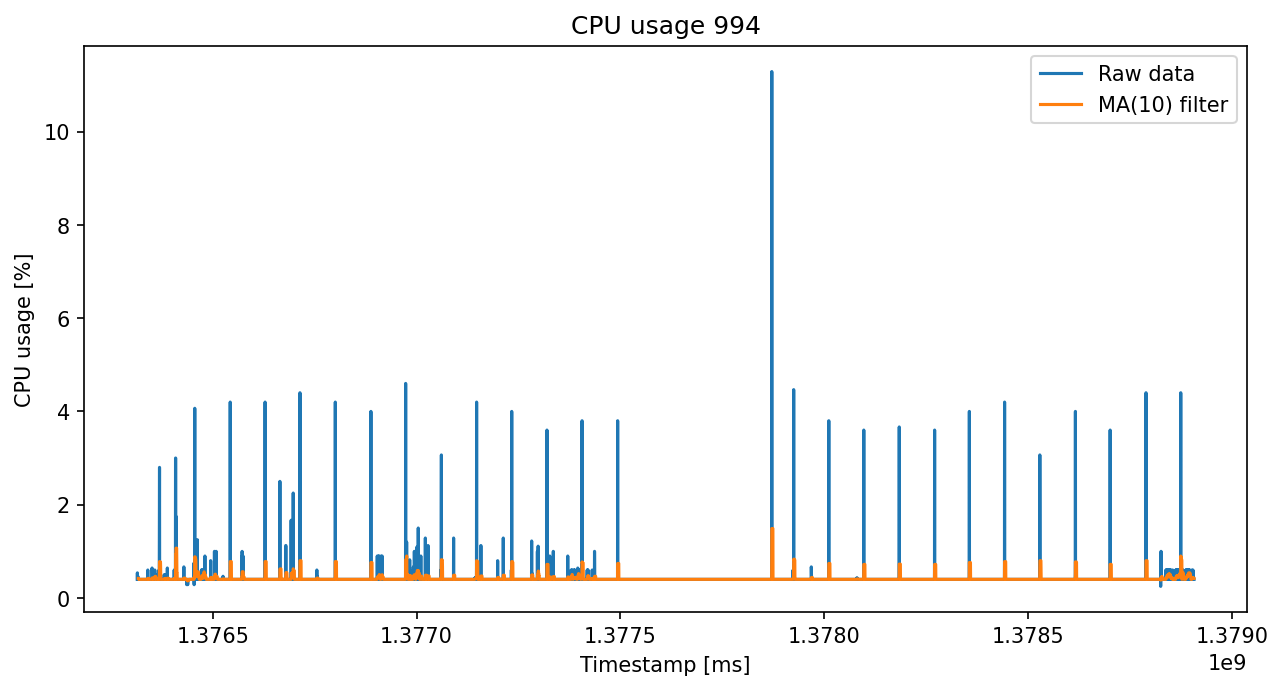 CPU usage 994
Raw data
MA(10) filter
CPU usage [%]
10
8
6
4
2
0
1.3765
1.3770
1.3775
1.3780
1.3785
1.3790
1e9
Timestamp [ms]